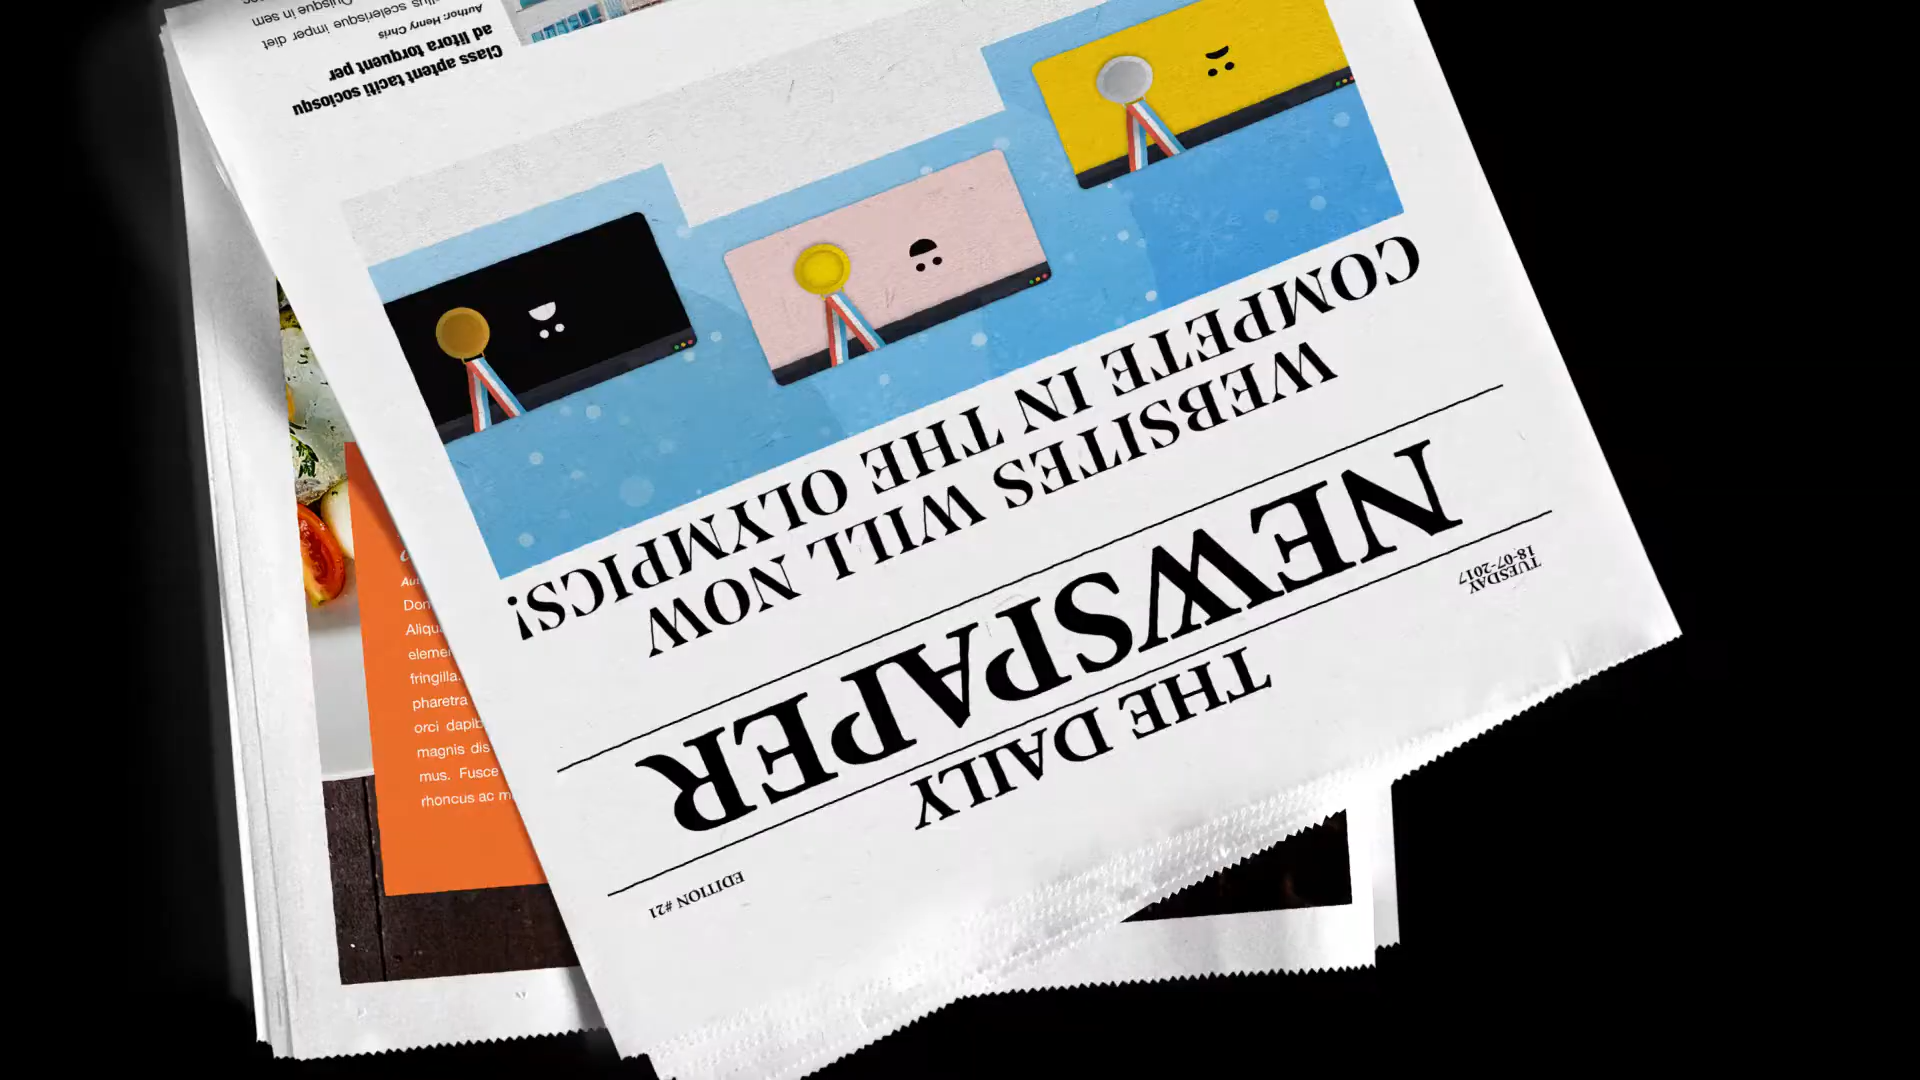 EDITION #21
THE DAILY
NEWSPAPER
TUESDAY
18-07-2017
WEBSITES WILL NOW
COMPETE IN THE OLYMPICS!
Class aptent taciti sociosqu
ad litora torquent per
Author: Henry Chris
scelerisque imper diet
Quisque in sem
Aliqu
fringilla.
pharetra
orci dapib
magnis dis
mus. Fusce
rhoncus ac m